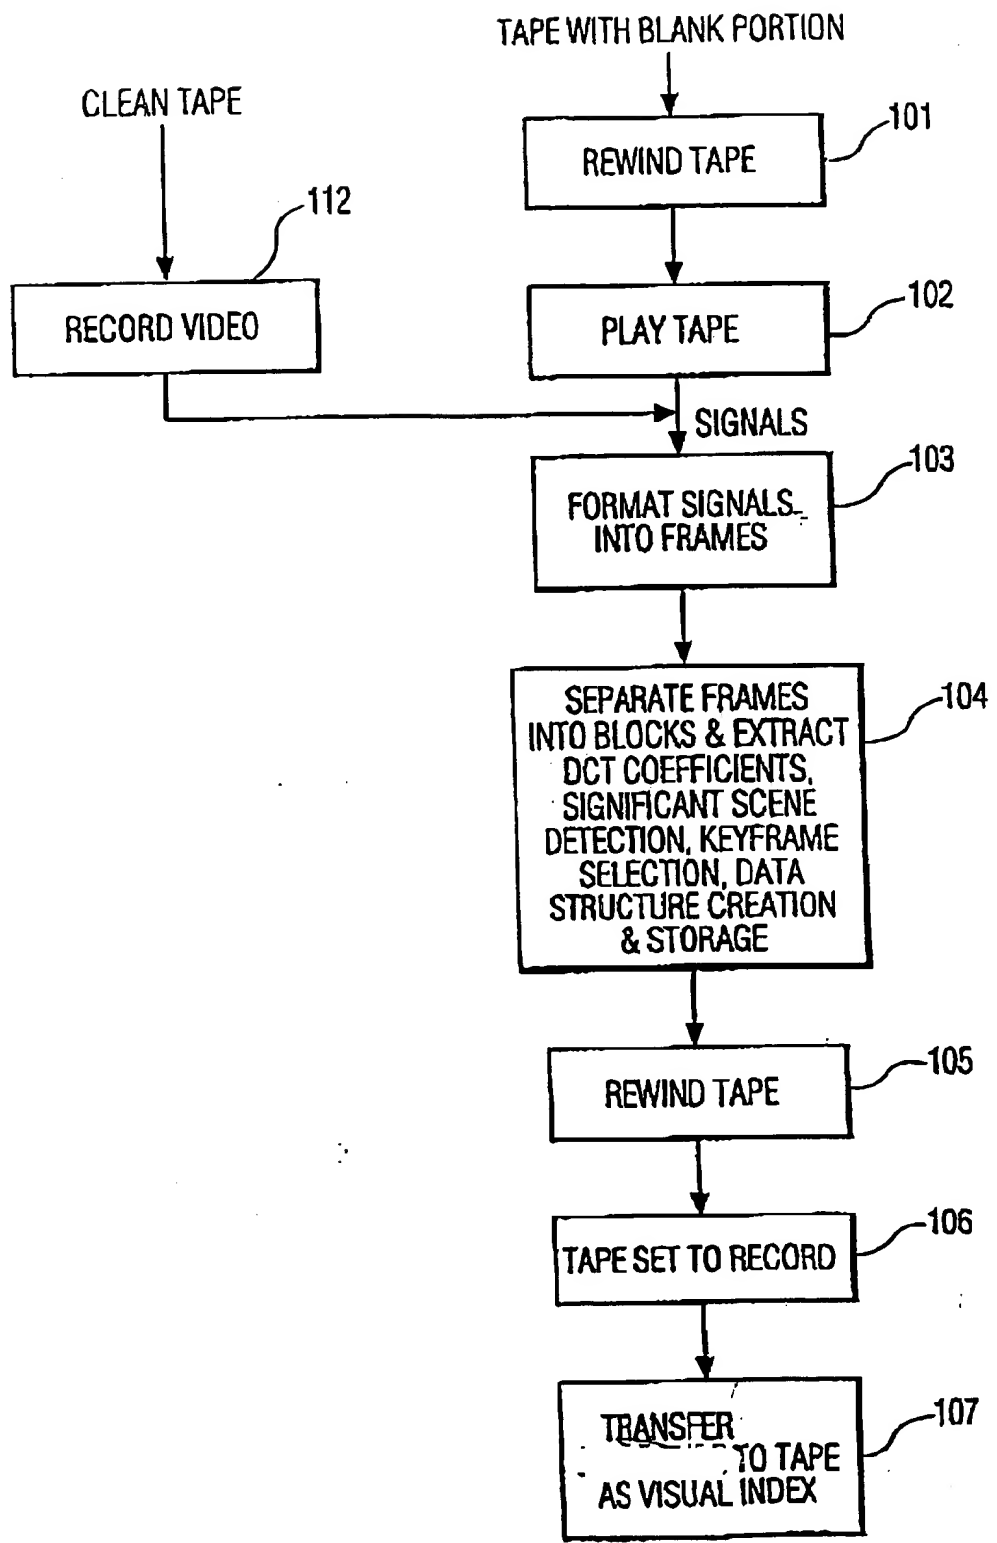 TAPE WITH BLANK PORTION
CLEAN TAPE
101
REWIND TAPE
112
RECORD VIDEO
102
PLAY TAPE
SIGNALS
103
FORMAT SIGNALS
INTO FRAMES
104
SEPARATE FRAMES
INTO BLOCKS & EXTRACT
DCT COEFFICIENTS,
SIGNIFICANT SCENE
DETECTION, KEYFRAME
SELECTION, DATA
STRUCTURE CREATION
& STORAGE
105
REWIND TAPE
106
TAPE SET TO RECORD
107
TRANSFER
TO TAPE
AS VISUAL INDEX